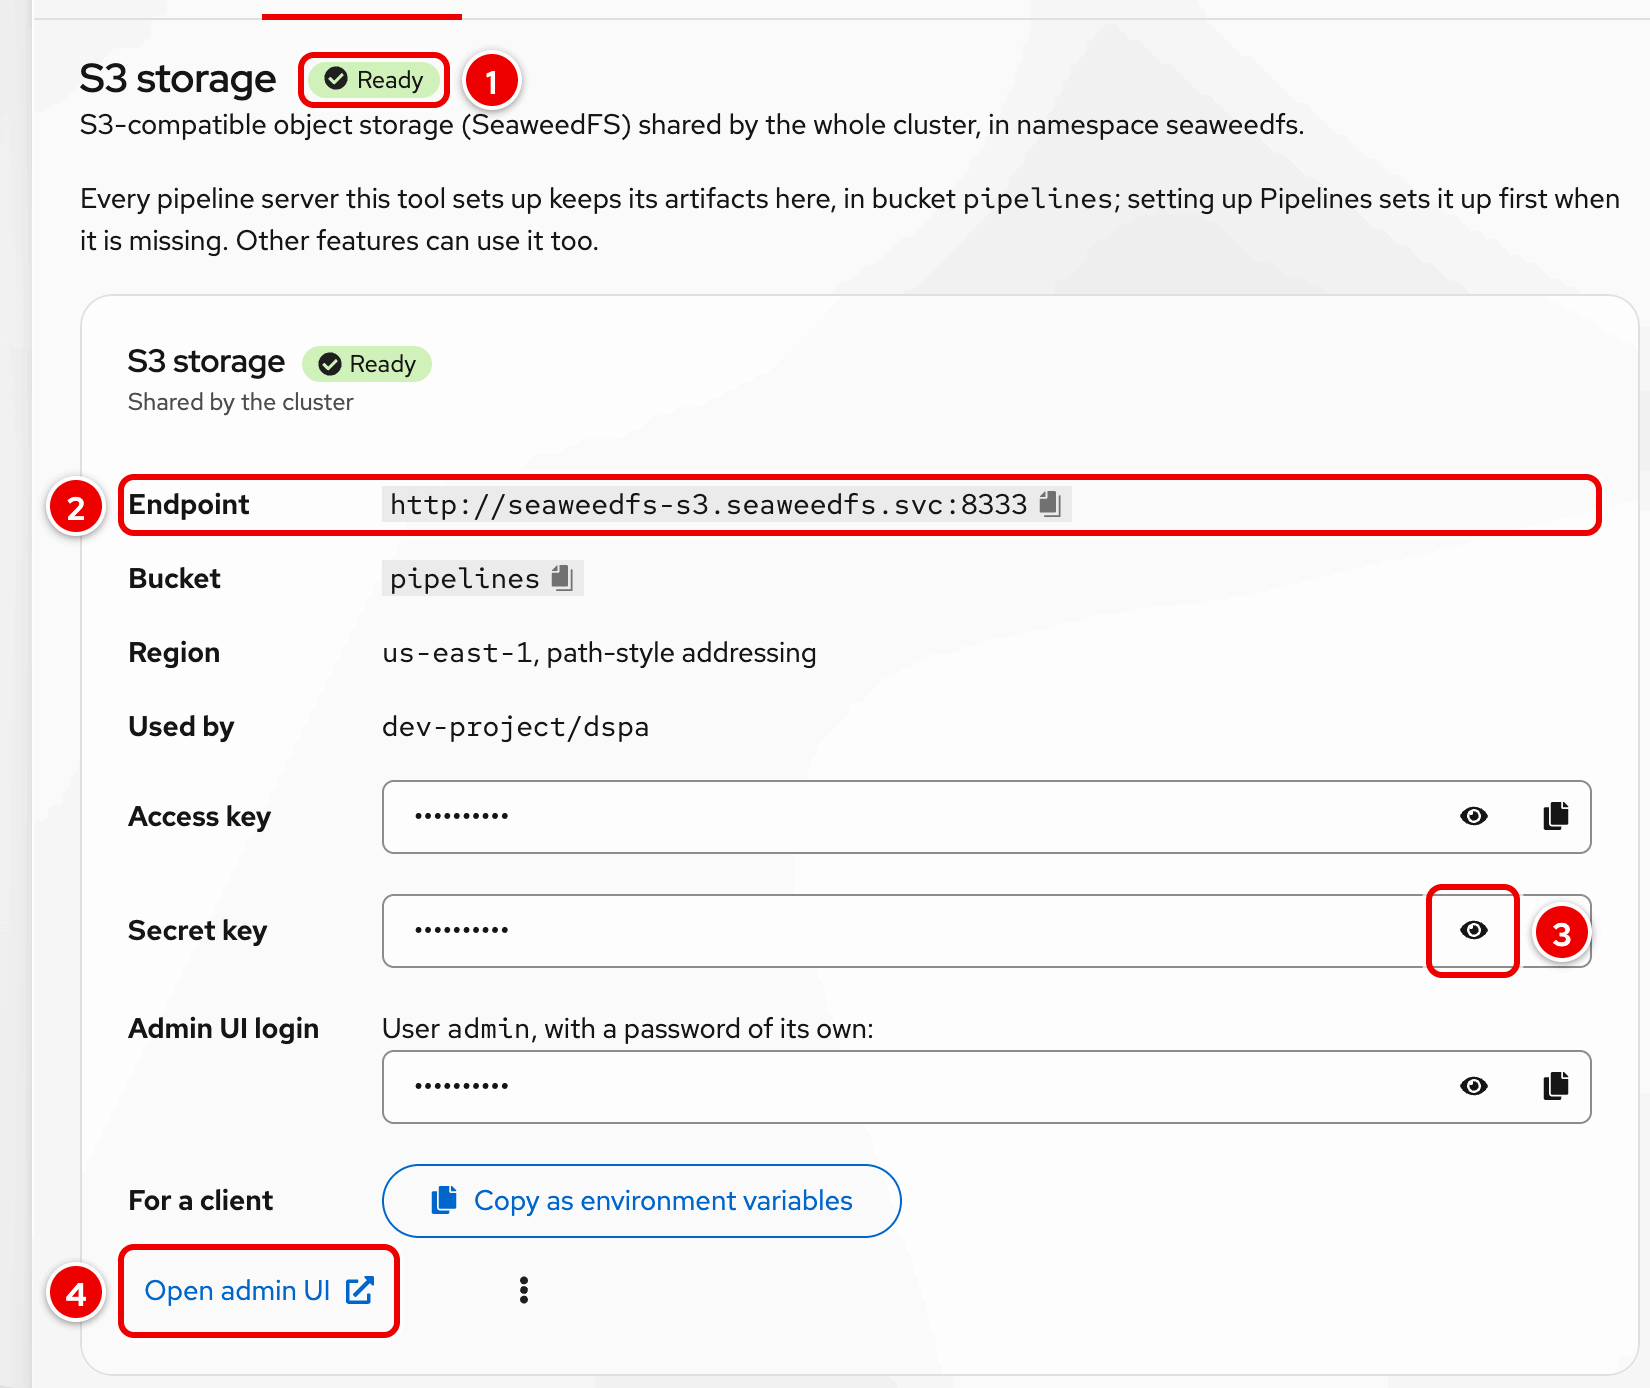 S3 storage Ready 1
S3-compatible object storage (SeaweedFS) shared by the whole cluster, in namespace seaweedfs.
Every pipeline server this tool sets up keeps its artifacts here, in bucket pipelines; setting up Pipelines sets it up first when
it is missing. Other features can use it too.
S3 storage Ready
Shared by the cluster
2 Endpoint http://seaweedfs-s3.seaweedfs.svc:8333
Bucket pipelines
Region us-east-1, path-style addressing
Used by dev-project/dspa
Access key ••••••••••
Secret key •••••••••• 3
Admin UI login User admin, with a password of its own:
••••••••••
For a client Copy as environment variables
4 Open admin UI